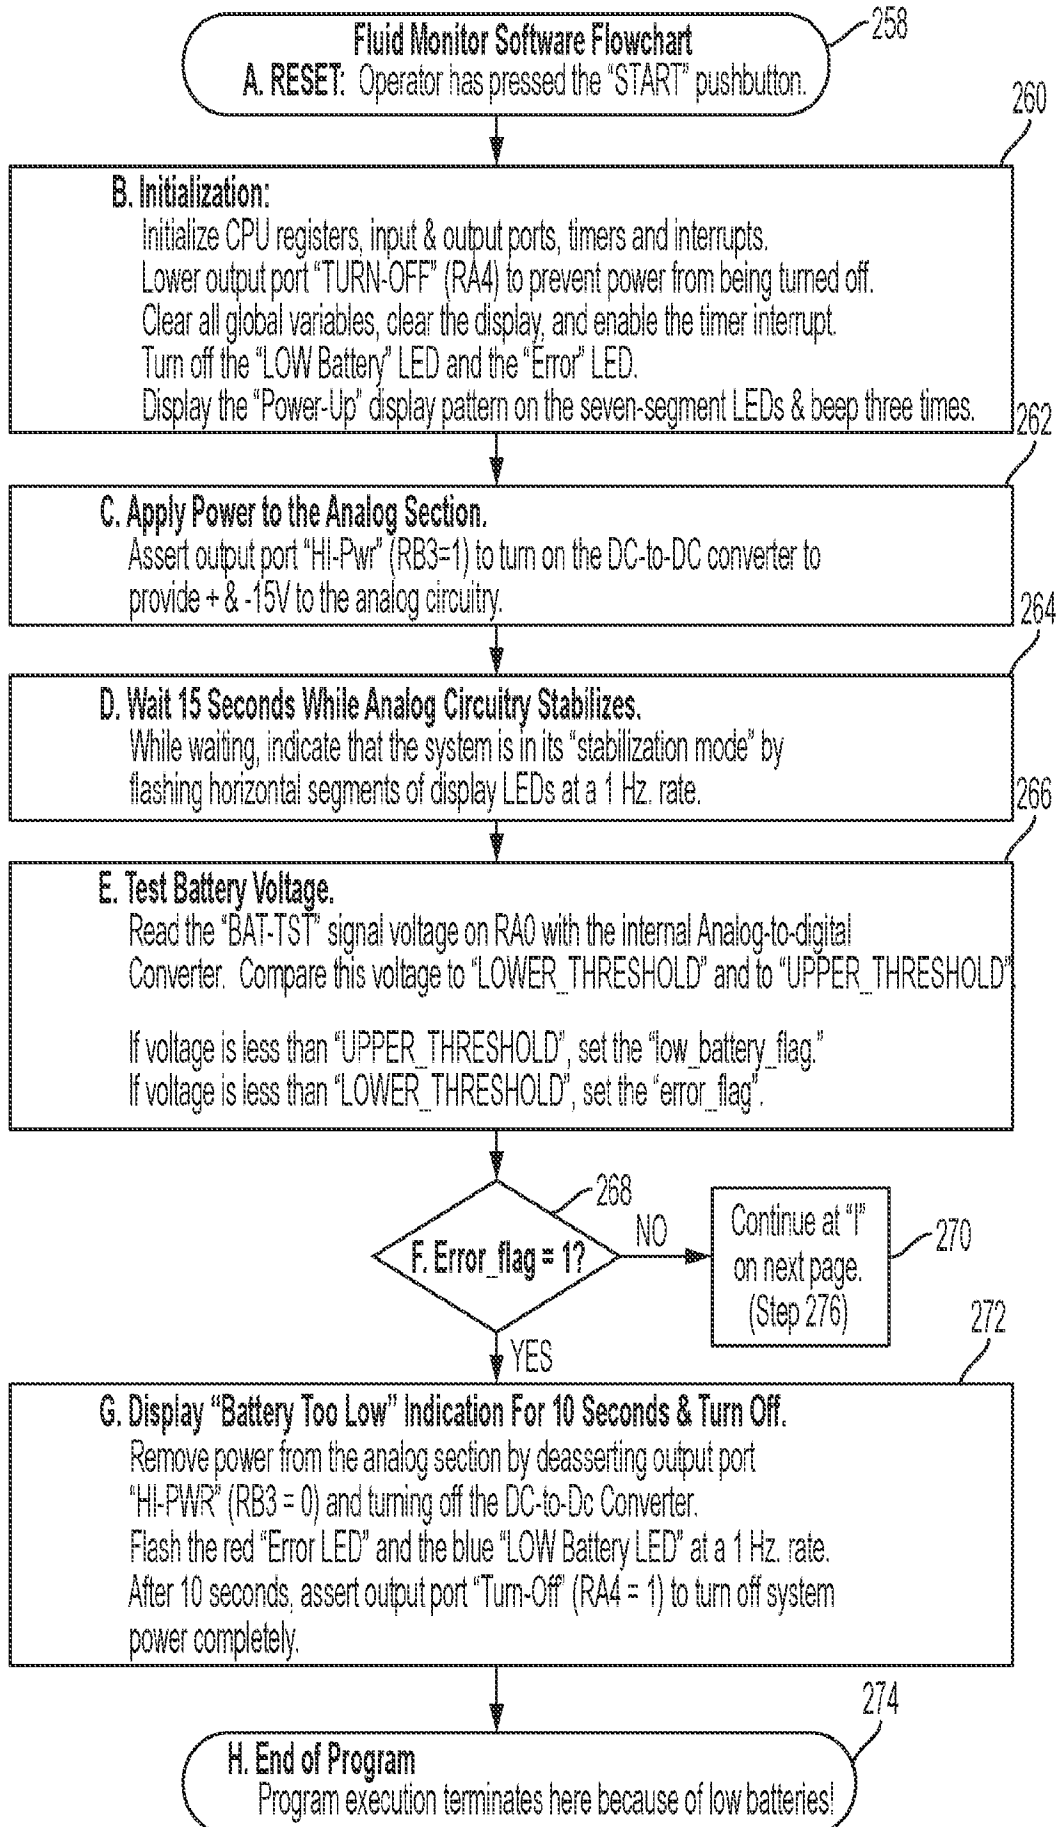 258
Fluid Monitor Software Flowchart
A. RESET: Operator has pressed the "START" pushbutton.
260
B. Initialization:
Initialize CPU registers, input & output ports, timers and interrupts.
Lower output port "TURN-OFF" (RA4) to prevent power from being turned off.
Clear all global variables, clear the display, and enable the timer interrupt.
Turn off the "LOW Battery" LED and the "Error" LED.
Display the "Power-Up" display pattern on the seven-segment LEDs & beep three times.
262
C. Apply Power to the Analog Section.
Assert output port "HI-Pwr" (RB3=1) to turn on the DC-to-DC converter to
provide + & -15V to the analog circuitry.
264
D. Wait 15 Seconds While Analog Circuitry Stabilizes.
While waiting, indicate that the system is in its "stabilization mode" by
flashing horizontal segments of display LEDs at a 1 Hz. rate.
266
E. Test Battery Voltage.
Read the "BAT-TST" signal voltage on RA0 with the internal Analog-to-digital
Converter. Compare this voltage to "LOWER_THRESHOLD" and to "UPPER_THRESHOLD".
If voltage is less than "UPPER_THRESHOLD", set the "low_battery_flag."
If voltage is less than "LOWER_THRESHOLD", set the "error_flag".
268
F. Error_flag = 1?
NO
Continue at "I"
on next page.
(Step 276)
270
YES
272
G. Display "Battery Too Low" Indication For 10 Seconds & Turn Off.
Remove power from the analog section by deasserting output port
"HI-PWR" (RB3 = 0) and turning off the DC-to-Dc Converter.
Flash the red "Error LED" and the blue "LOW Battery LED" at a 1 Hz. rate.
After 10 seconds, assert output port "Turn-Off" (RA4 = 1) to turn off system
power completely.
274
H. End of Program
Program execution terminates here because of low batteries!